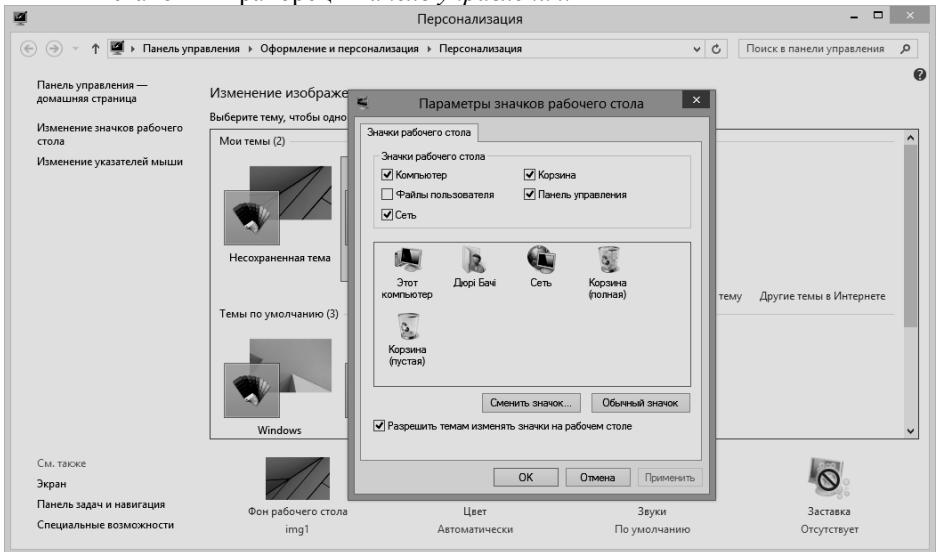 Персонализация
Панель управления ▸ Оформление и персонализация ▸ Персонализация
Поиск в панели управления
Панель управления —
домашняя страница
Изменение значков рабочего
стола
Изменение указателей мыши
Изменение изображе
Выберите тему, чтобы одно
Мои темы (2)
Несохраненная тема
Темы по умолчанию (3)
Windows
тему
Другие темы в Интернете
Параметры значков рабочего стола
Значки рабочего стола
Значки рабочего стола
Компьютер
Корзина
Файлы пользователя
Панель управления
Сеть
Этот
компьютер
Дюрі Бачі
Сеть
Корзина
(полная)
Корзина
(пустая)
Сменить значок...
Обычный значок
Разрешить темам изменять значки на рабочем столе
ОК
Отмена
Применить
См. также
Экран
Панель задач и навигация
Специальные возможности
Фон рабочего стола
img1
Цвет
Автоматически
Звуки
По умолчанию
Заставка
Отсутствует